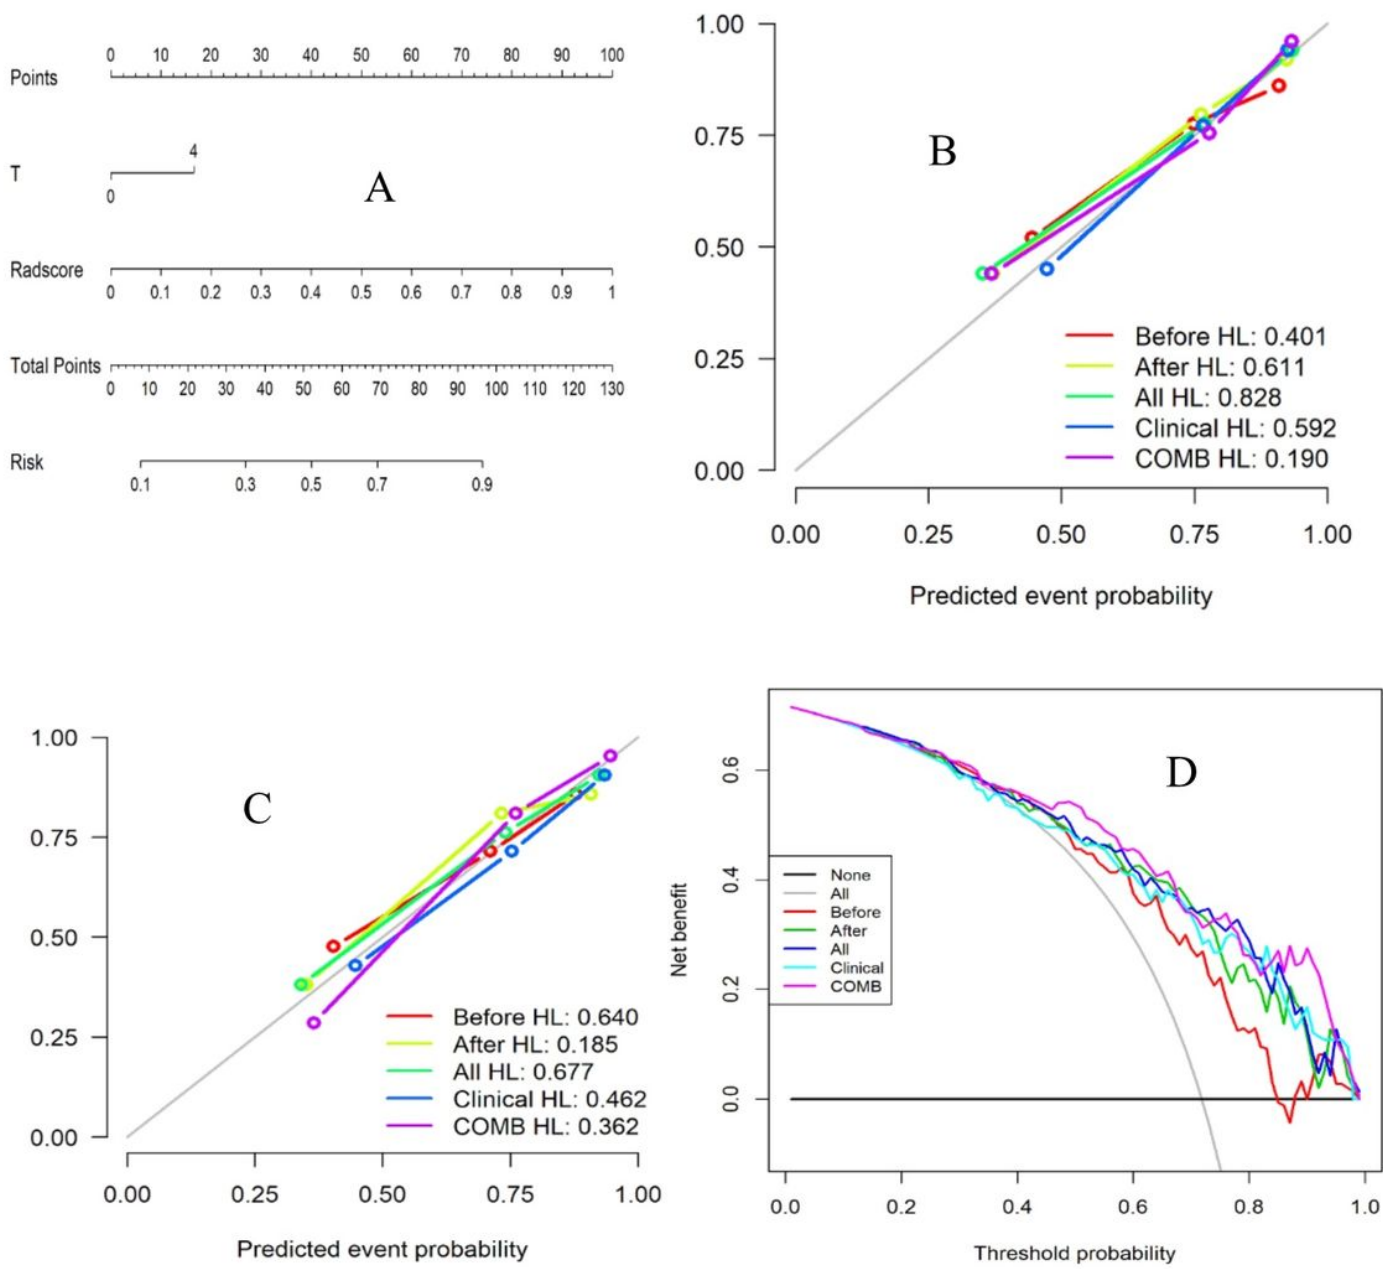 0 10 20 30 40 50 60 70 80 90 100
Points
4
T
0
A
Radscore
0 0.1 0.2 0.3 0.4 0.5 0.6 0.7 0.8 0.9 1
Total Points
0 10 20 30 40 50 60 70 80 90 100 110 120 130
Risk
0.1 0.3 0.5 0.7 0.9
1.00
0.75
0.50
0.25
0.00
B
Before HL: 0.401
After HL: 0.611
All HL: 0.828
Clinical HL: 0.592
COMB HL: 0.190
0.00 0.25 0.50 0.75 1.00
Predicted event probability
1.00
0.75
0.50
0.25
0.00
C
Before HL: 0.640
After HL: 0.185
All HL: 0.677
Clinical HL: 0.462
COMB HL: 0.362
0.00 0.25 0.50 0.75 1.00
Predicted event probability
D
Net benefit
0.6
0.4
0.2
0.0
None
All
Before
After
All
Clinical
COMB
0.0 0.2 0.4 0.6 0.8 1.0
Threshold probability